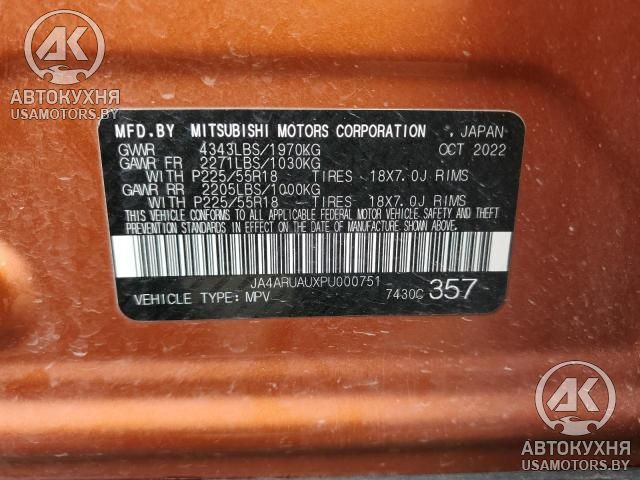 AK
АВТОКУХНЯ
USAMOTORS.BY
MFD.BY MITSUBISHI MOTORS CORPORATION , JAPAN
GVWR 4343LBS/1970KG OCT 2022
GAWR FR 2271LBS/1030KG
WITH P225/55R18 TIRES 18X7.0J RIMS
GAWR RR 2205LBS/1000KG
WITH P225/55R18 TIRES 18X7.0J RIMS
THIS VEHICLE CONFORMS TO ALL APPLICABLE FEDERAL MOTOR VEHICLE SAFETY AND THEFT
PREVENTION STANDARDS IN EFFECT ON THE DATE OF MANUFACTURE SHOWN ABOVE.
JA4ARUAUXPU000751
VEHICLE TYPE: MPV 7430C 357
AK
АВТОКУХНЯ
USAMOTORS.BY